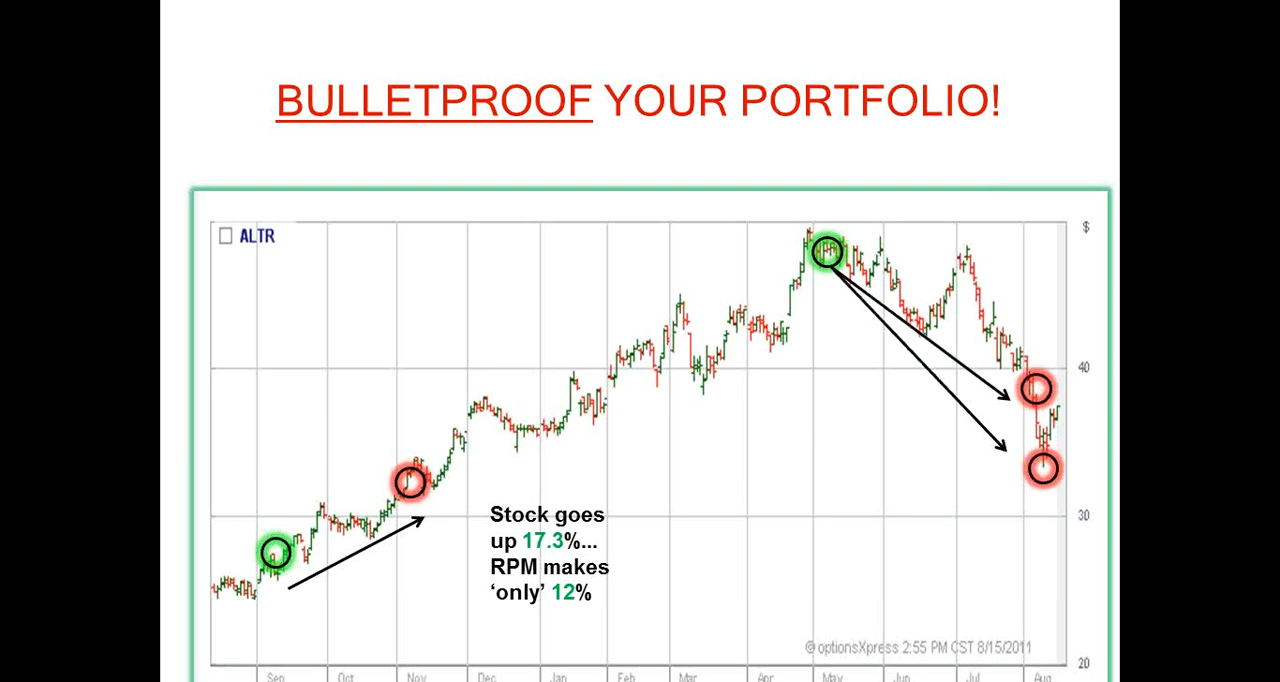 BULLETPROOF YOUR PORTFOLIO!
ALTR
$
40
30
20
Stock goes
up 17.3%...
RPM makes
‘only’ 12%
@optionsXpress 2:55 PM CST 8/15/2011
Sep Oct Nov Dec Jan Feb Mar Apr May Jun Jul Aug